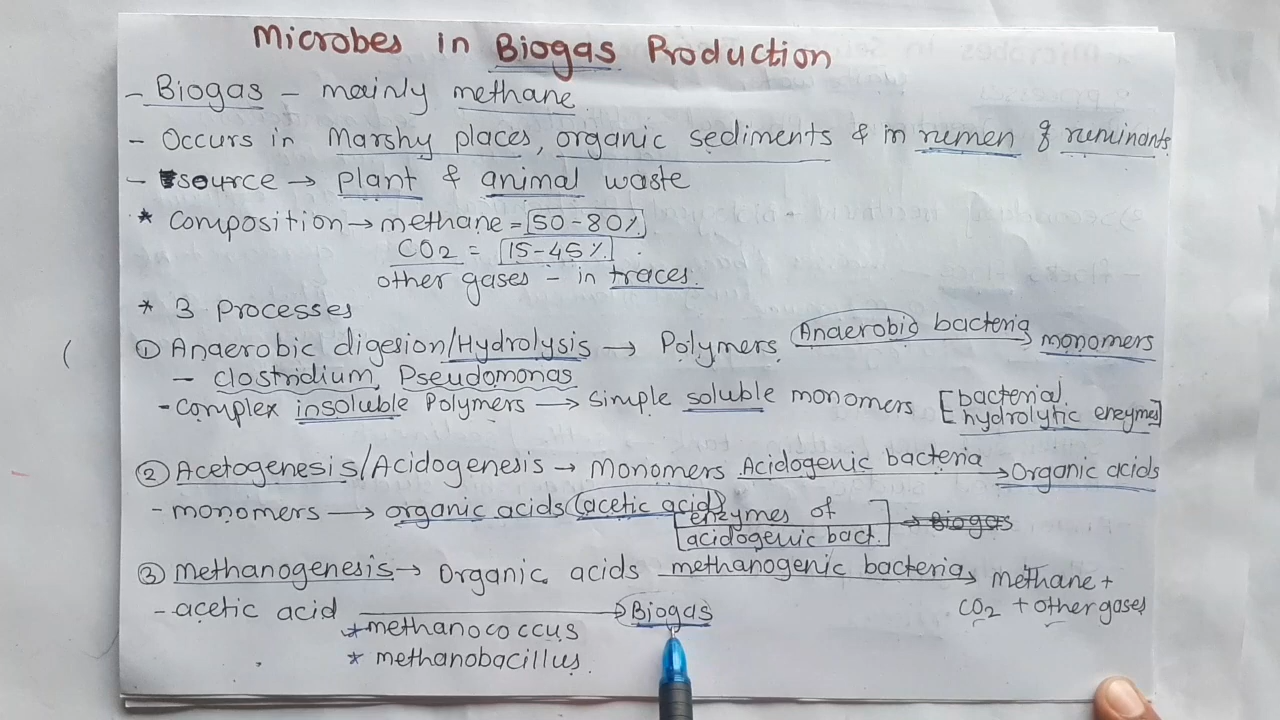 Microbes in Biogas Production
- Biogas - mainly methane
- Occurs in Marshy places, organic sediments & in rumen of ruminants
- source → plant & animal waste
* Composition → methane = 50-80%
CO2 = 15-45%
other gases - in traces.
* 3 Processes
① Anaerobic digesion/Hydrolysis → Polymers Anaerobic bacteria monomers
- clostridium, Pseudomonas
- Complex insoluble Polymers → Simple soluble monomers [bacterial
hydrolytic enzymes]
② Acetogenesis/Acidogenesis → Monomers Acidogenic bacteria → Organic acids
- monomers → organic acids (acetic acid)
[enzymes of
acidogenic bact.] → Biogas
③ methanogenesis → Organic acids methanogenic bacteria → methane +
CO2 + other gases
- acetic acid → Biogas
* methanococcus
* methanobacillus.